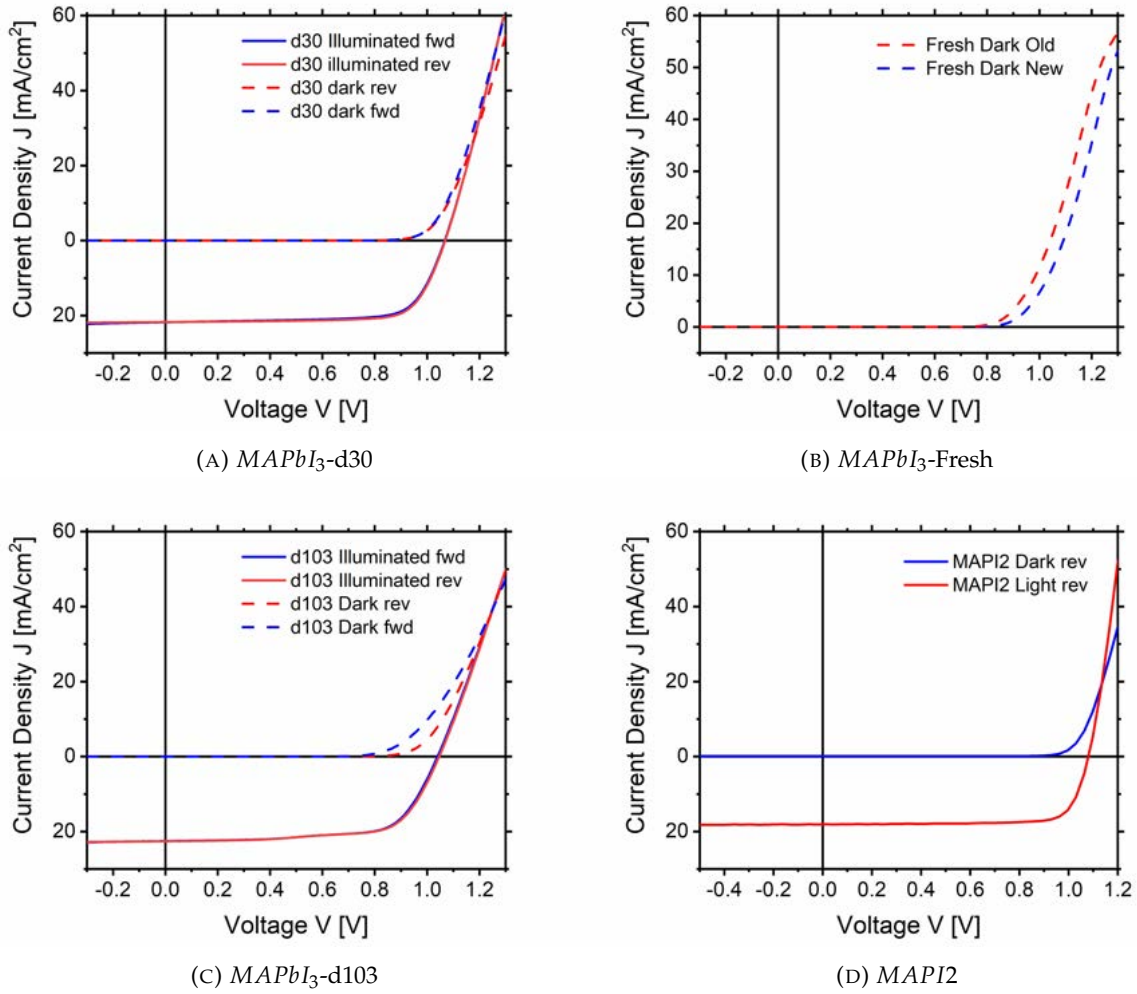 60
40
20
0
20
Current Density J [mA/cm²]
d30 Illuminated fwd
d30 illuminated rev
d30 dark rev
d30 dark fwd
-0.2 0.0 0.2 0.4 0.6 0.8 1.0 1.2
Voltage V [V]
(A) MAPbI₃-d30
60
50
40
30
20
10
0
Current Density J [mA/cm²]
Fresh Dark Old
Fresh Dark New
-0.2 0.0 0.2 0.4 0.6 0.8 1.0 1.2
Voltage V [V]
(B) MAPbI₃-Fresh
60
40
20
0
20
Current Density J [mA/cm²]
d103 Illuminated fwd
d103 Illuminated rev
d103 Dark rev
d103 Dark fwd
-0.2 0.0 0.2 0.4 0.6 0.8 1.0 1.2
Voltage V [V]
(C) MAPbI₃-d103
60
40
20
0
20
Current Density J [mA/cm²]
MAPI2 Dark rev
MAPI2 Light rev
-0.4 -0.2 0.0 0.2 0.4 0.6 0.8 1.0 1.2
Voltage V [V]
(D) MAPI2